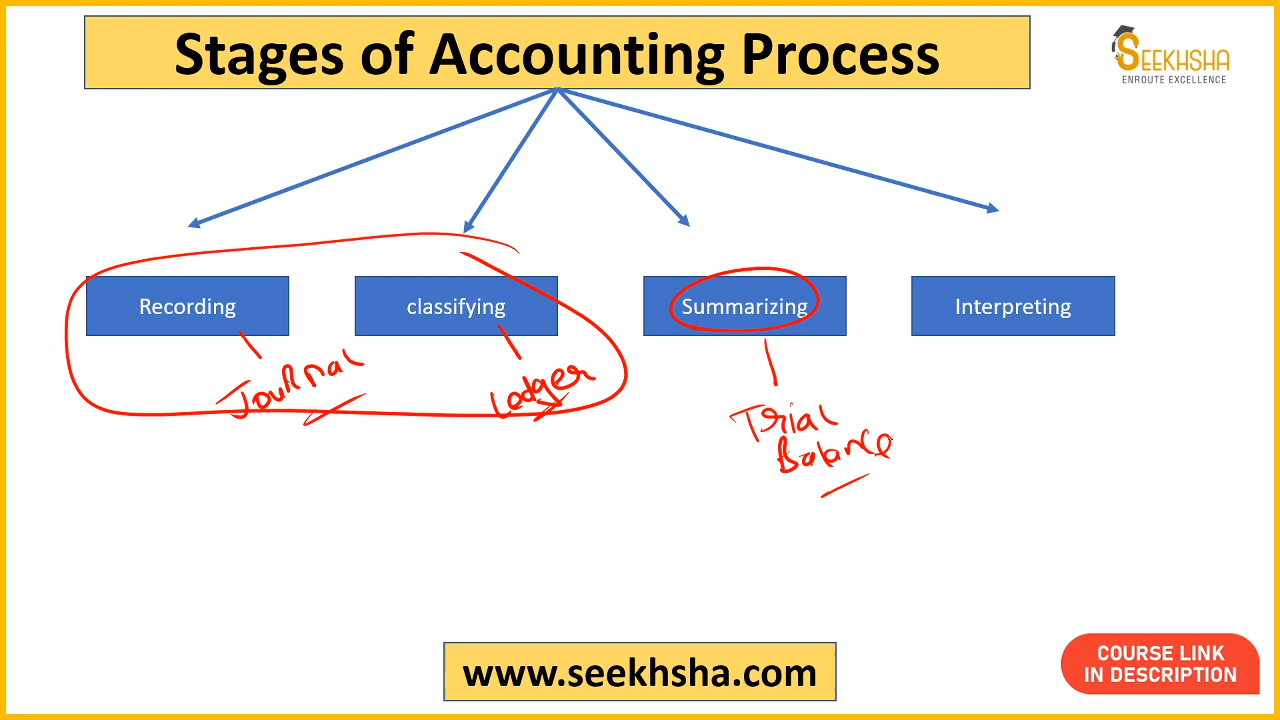 Stages of Accounting Process
SEEKHSHA
ENROUTE EXCELLENCE
Recording
classifying
Summarizing
Interpreting
Journal
Ledger
Trial
Balance
www.seekhsha.com
COURSE LINK
IN DESCRIPTION